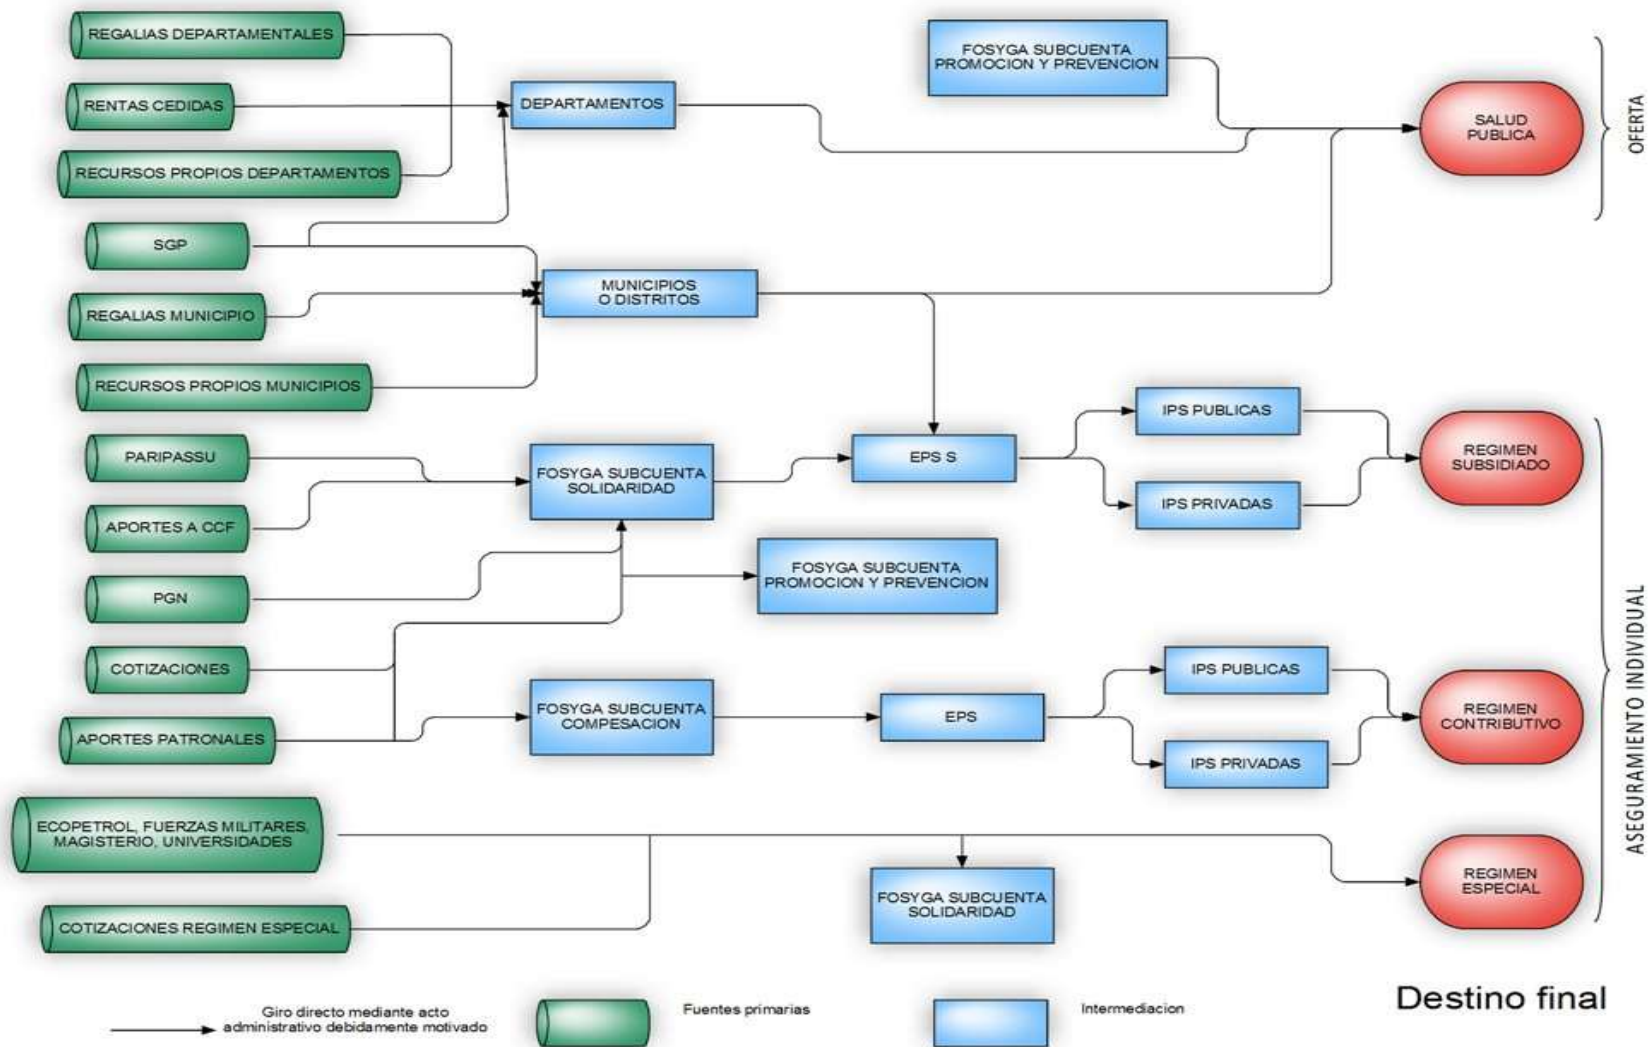 REGALIAS DEPARTAMENTALES
RENTAS CEDIDAS
RECURSOS PROPIOS DEPARTAMENTOS
SGP
REGALIAS MUNICIPIO
RECURSOS PROPIOS MUNICIPIOS
PARIPASSU
APORTES A CCF
PGN
COTIZACIONES
APORTES PATRONALES
ECOPETROL, FUERZAS MILITARES,
MAGISTERIO, UNIVERSIDADES
COTIZACIONES REGIMEN ESPECIAL
DEPARTAMENTOS
MUNICIPIOS
O DISTRITOS
FOSYGA SUBCUENTA
SOLIDARIDAD
FOSYGA SUBCUENTA
PROMOCION Y PREVENCION
FOSYGA SUBCUENTA
COMPESACION
FOSYGA SUBCUENTA
PROMOCION Y PREVENCION
EPS S
EPS
FOSYGA SUBCUENTA
SOLIDARIDAD
IPS PUBLICAS
IPS PRIVADAS
IPS PUBLICAS
IPS PRIVADAS
SALUD
PUBLICA
REGIMEN
SUBSIDIADO
REGIMEN
CONTRIBUTIVO
REGIMEN
ESPECIAL
OFERTA
ASEGURAMIENTO INDIVIDUAL
Giro directo mediante acto
administrativo debidamente motivado
Fuentes primarias
Intermediacion
Destino final